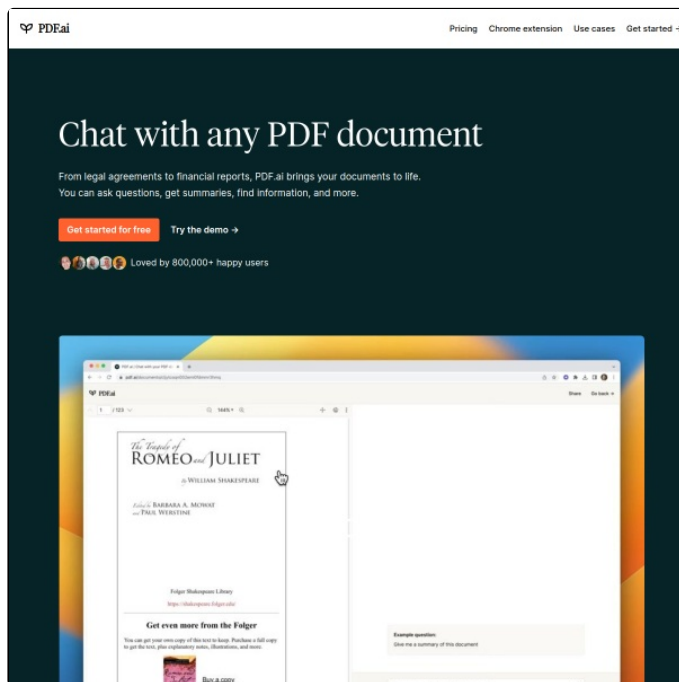 PDF.ai
Pricing Chrome extension Use cases Get started
Chat with any PDF document
From legal agreements to financial reports, PDF.ai brings your documents to life.
You can ask questions, get summaries, find information, and more.
Get started for free Try the demo →
Loved by 800,000+ happy users
PDF.ai
Share Go back →
1 / 123 144%
The Tragedy of
ROMEO and JULIET
by WILLIAM SHAKESPEARE
Edited by BARBARA A. MOWAT
and PAUL WERSTINE
Folger Shakespeare Library
https://shakespeare.folger.edu/
Get even more from the Folger
You can get your own copy of this text to keep. Purchase a full copy
to get the text, plus explanatory notes, illustrations, and more.
Buy a copy
Example question:
Give me a summary of this document